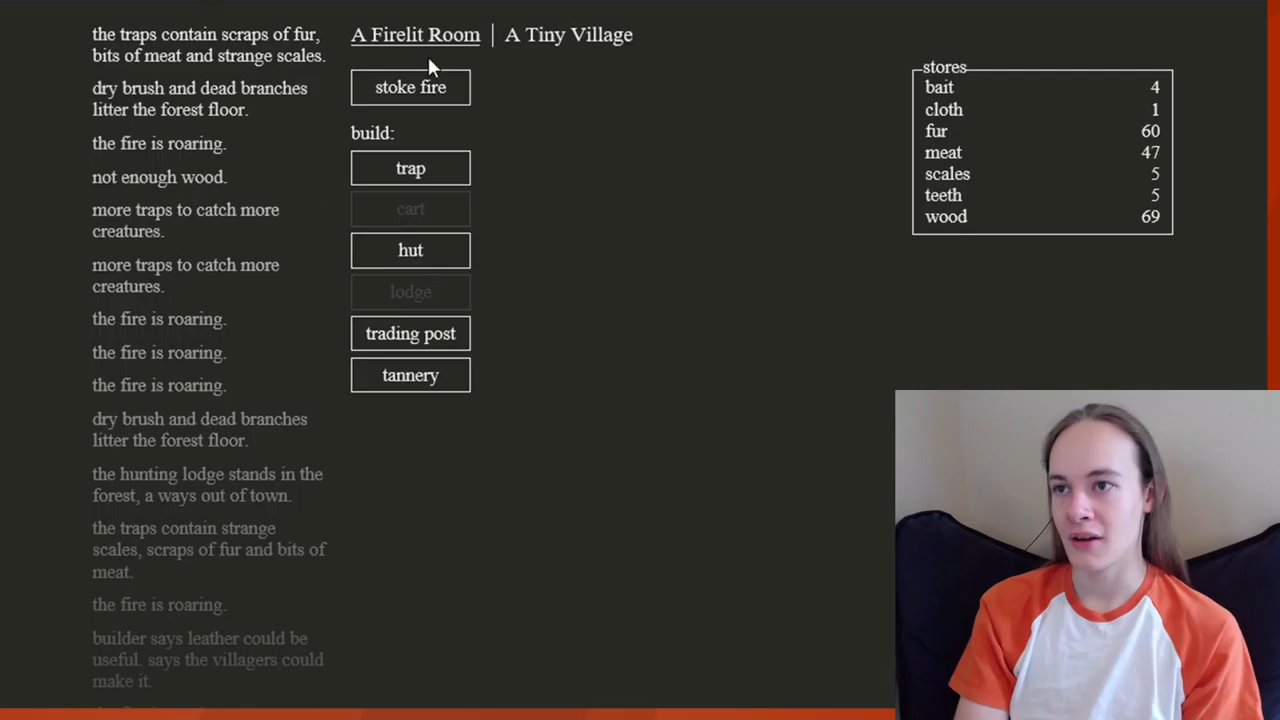 the traps contain scraps of fur,
bits of meat and strange scales.
dry brush and dead branches
litter the forest floor.
the fire is roaring.
not enough wood.
more traps to catch more
creatures.
more traps to catch more
creatures.
the fire is roaring.
the fire is roaring.
the fire is roaring.
dry brush and dead branches
litter the forest floor.
the hunting lodge stands in the
forest, a ways out of town.
the traps contain strange
scales, scraps of fur and bits of
meat.
the fire is roaring.
builder says leather could be
useful. says the villagers could
make it.
A Firelit Room | A Tiny Village
stoke fire
build:
trap
cart
hut
lodge
trading post
tannery
stores
bait 4
cloth 1
fur 60
meat 47
scales 5
teeth 5
wood 69